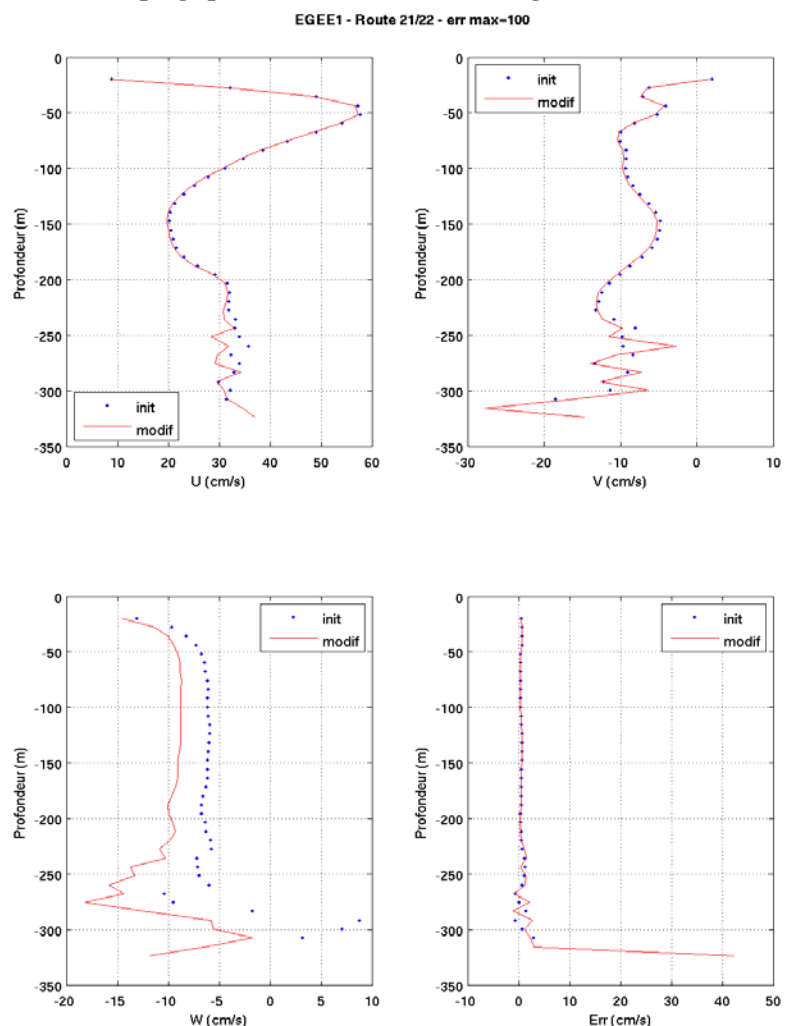 EGEE1 - Route 21/22 - err max=100
0
-50
-100
-150
-200
-250
-300
-350
Profondeur (m)
init
modif
0 10 20 30 40 50 60
U (cm/s)
0
-50
-100
-150
-200
-250
-300
-350
Profondeur (m)
init
modif
-30 -20 -10 0 10
V (cm/s)
0
-50
-100
-150
-200
-250
-300
-350
Profondeur (m)
init
modif
-20 -15 -10 -5 0 5 10
W (cm/s)
0
-50
-100
-150
-200
-250
-300
-350
Profondeur (m)
init
modif
-10 0 10 20 30 40 50
Err (cm/s)